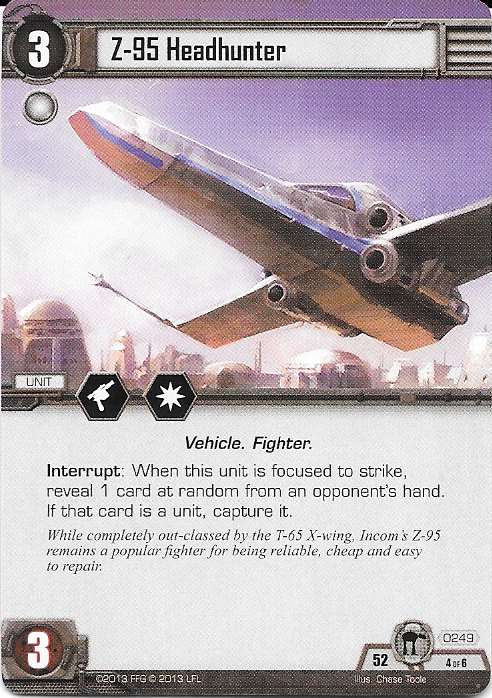 3
Z-95 Headhunter
UNIT
Vehicle. Fighter.
Interrupt: When this unit is focused to strike,
reveal 1 card at random from an opponent's hand.
If that card is a unit, capture it.
While completely out-classed by the T-65 X-wing, Incom's Z-95
remains a popular fighter for being reliable, cheap and easy
to repair.
3
52
0249
4 OF 6
©2013 FFG © 2013 LFL
Illus. Chase Toole